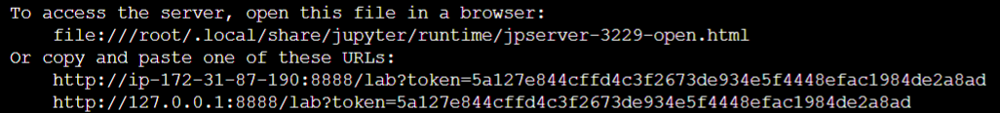 To access the server, open this file in a browser:
file:///root/.local/share/jupyter/runtime/jpserver-3229-open.html
Or copy and paste one of these URLs:
http://ip-172-31-87-190:8888/lab?token=5a127e844cffd4c3f2673de934e5f4448efac1984de2a8ad
http://127.0.0.1:8888/lab?token=5a127e844cffd4c3f2673de934e5f4448efac1984de2a8ad